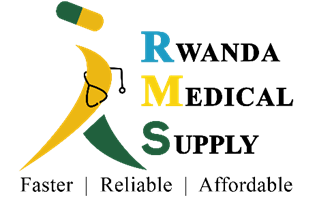 RWANDA
MEDICAL
SUPPLY
Faster | Reliable | Affordable